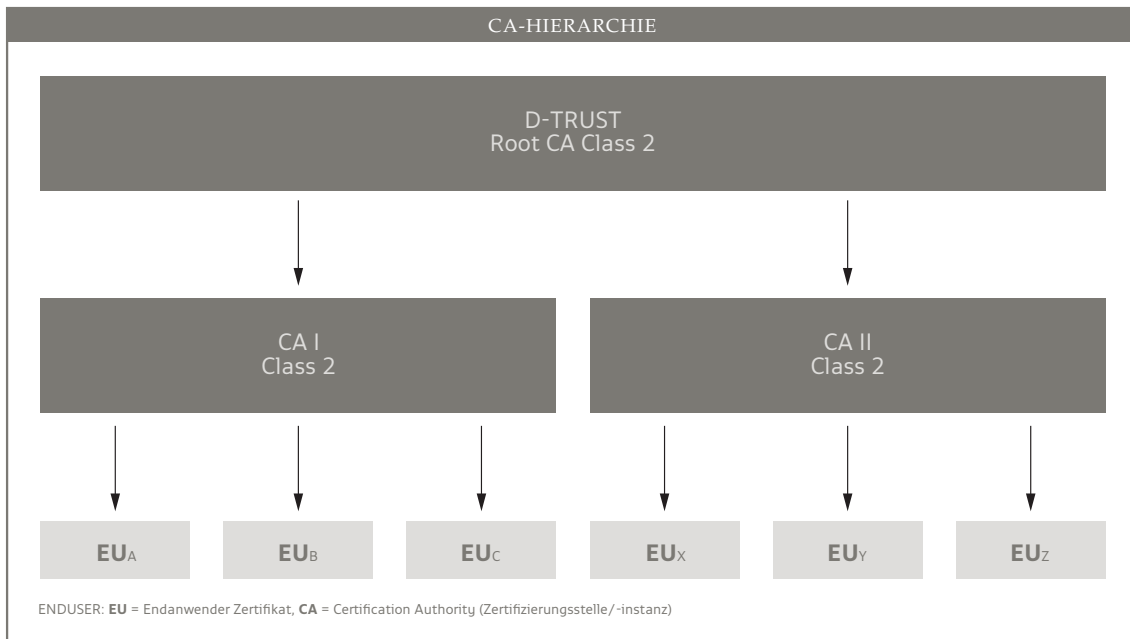 CA-HIERARCHIE
D-TRUST
Root CA Class 2
CA I
Class 2
CA II
Class 2
EUA
EUB
EUC
EUX
EUY
EUZ
ENDUSER: EU = Endanwender Zertifikat, CA = Certification Authority (Zertifizierungsstelle/-instanz)